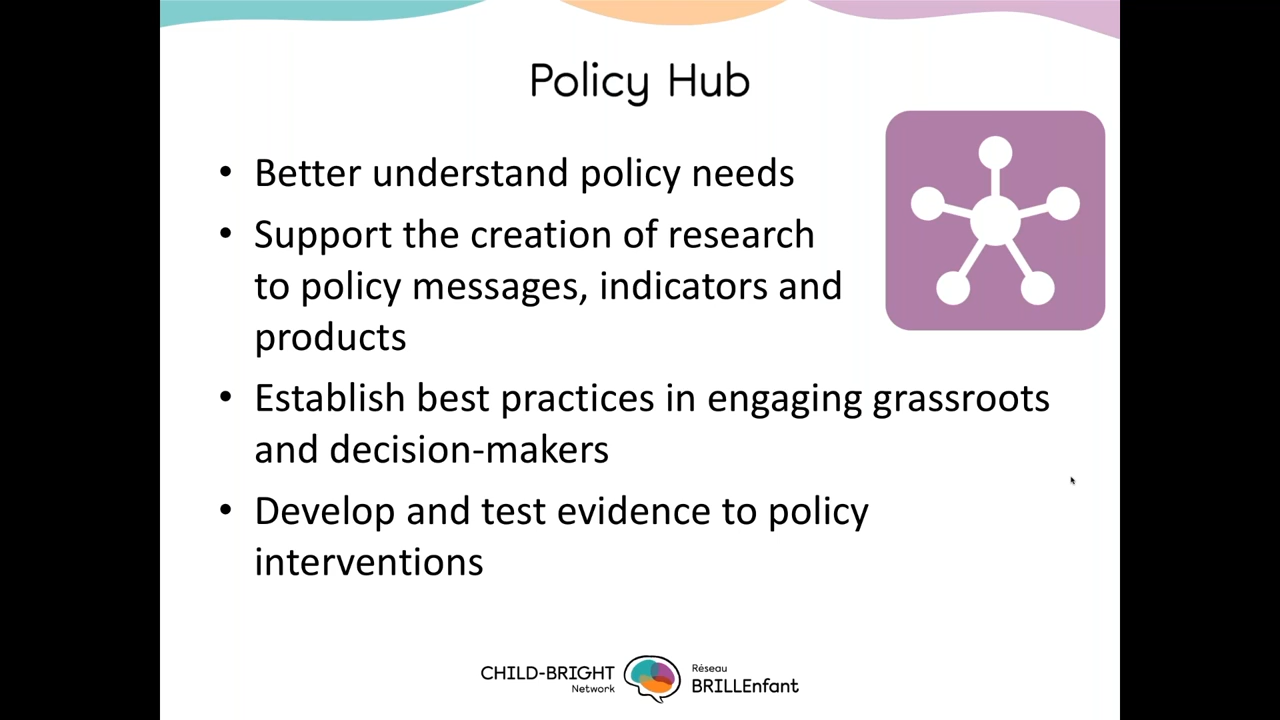 Policy Hub
• Better understand policy needs
• Support the creation of research
to policy messages, indicators and
products
• Establish best practices in engaging grassroots
and decision-makers
• Develop and test evidence to policy
interventions
CHILD-BRIGHT
Network
Réseau
BRILLEnfant